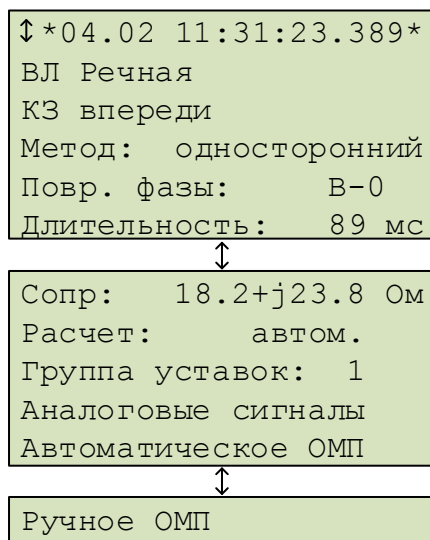 ↕*04.02 11:31:23.389*
ВЛ Речная
КЗ впереди
Метод: односторонний
Повр. фазы: В-0
Длительность: 89 мс
↕
Сопр: 18.2+j23.8 Ом
Расчет: автом.
Группа уставок: 1
Аналоговые сигналы
Автоматическое ОМП
↕
Ручное ОМП